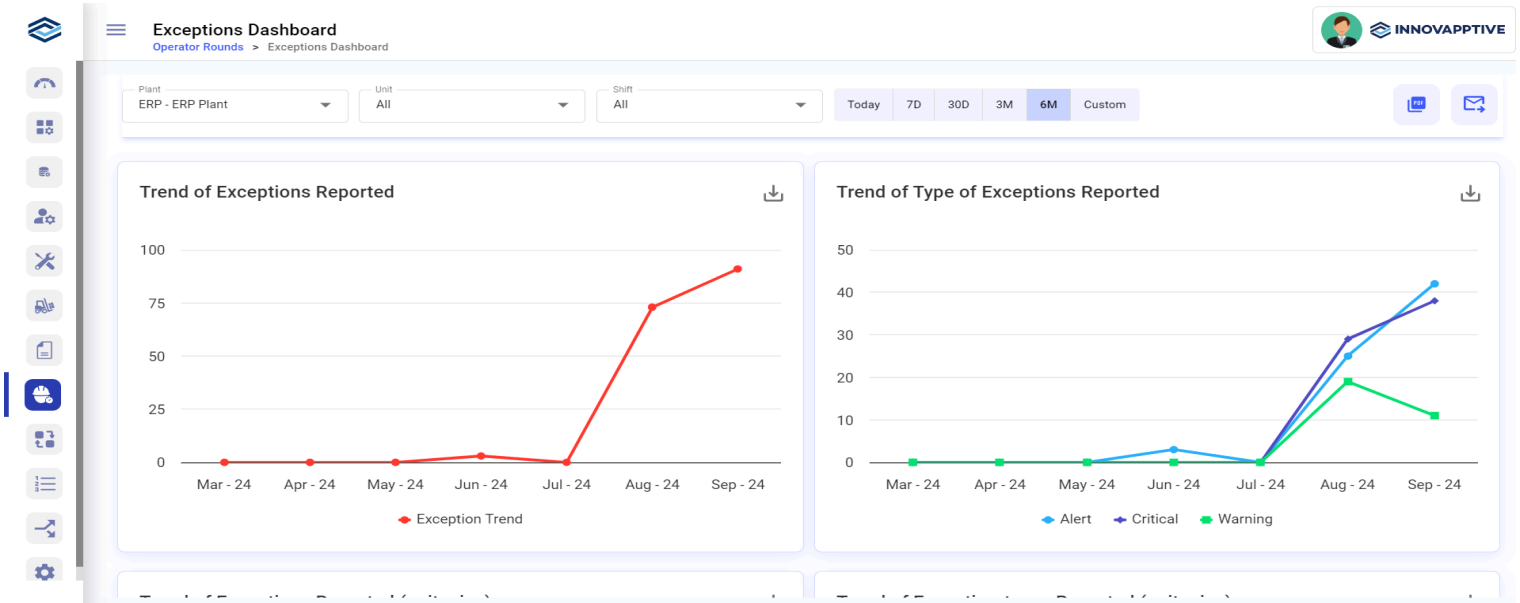 Exceptions Dashboard
Operator Rounds > Exceptions Dashboard
INNOVAPPTIVE
Plant
ERP - ERP Plant
Unit
All
Shift
All
Today 7D 30D 3M 6M Custom
PDF
Trend of Exceptions Reported
100
75
50
25
0
Mar - 24 Apr - 24 May - 24 Jun - 24 Jul - 24 Aug - 24 Sep - 24
Exception Trend
Trend of Type of Exceptions Reported
50
40
30
20
10
0
Mar - 24 Apr - 24 May - 24 Jun - 24 Jul - 24 Aug - 24 Sep - 24
Alert Critical Warning